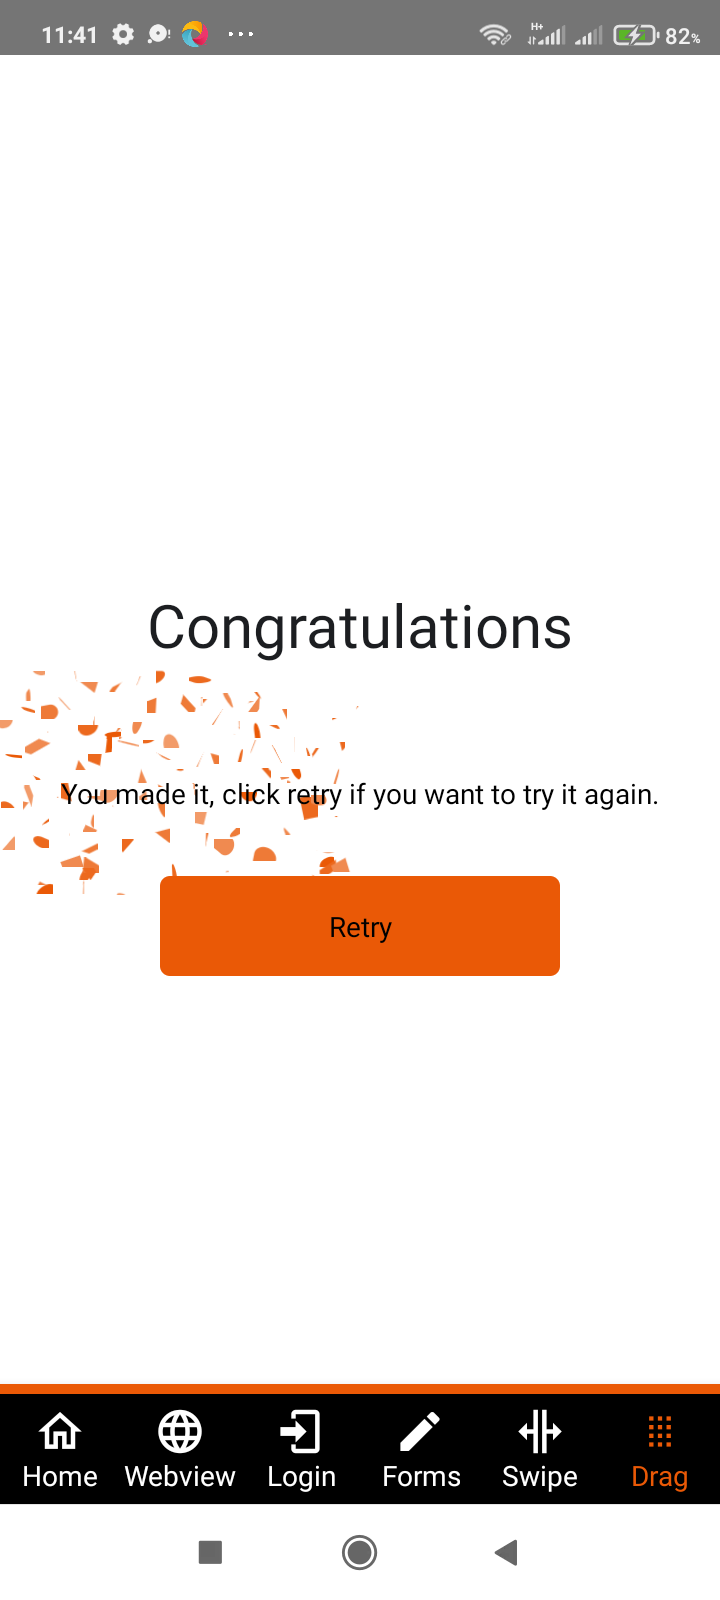 11:41 H+ 82%
Congratulations
You made it, click retry if you want to try it again.
Retry
Home Webview Login Forms Swipe Drag